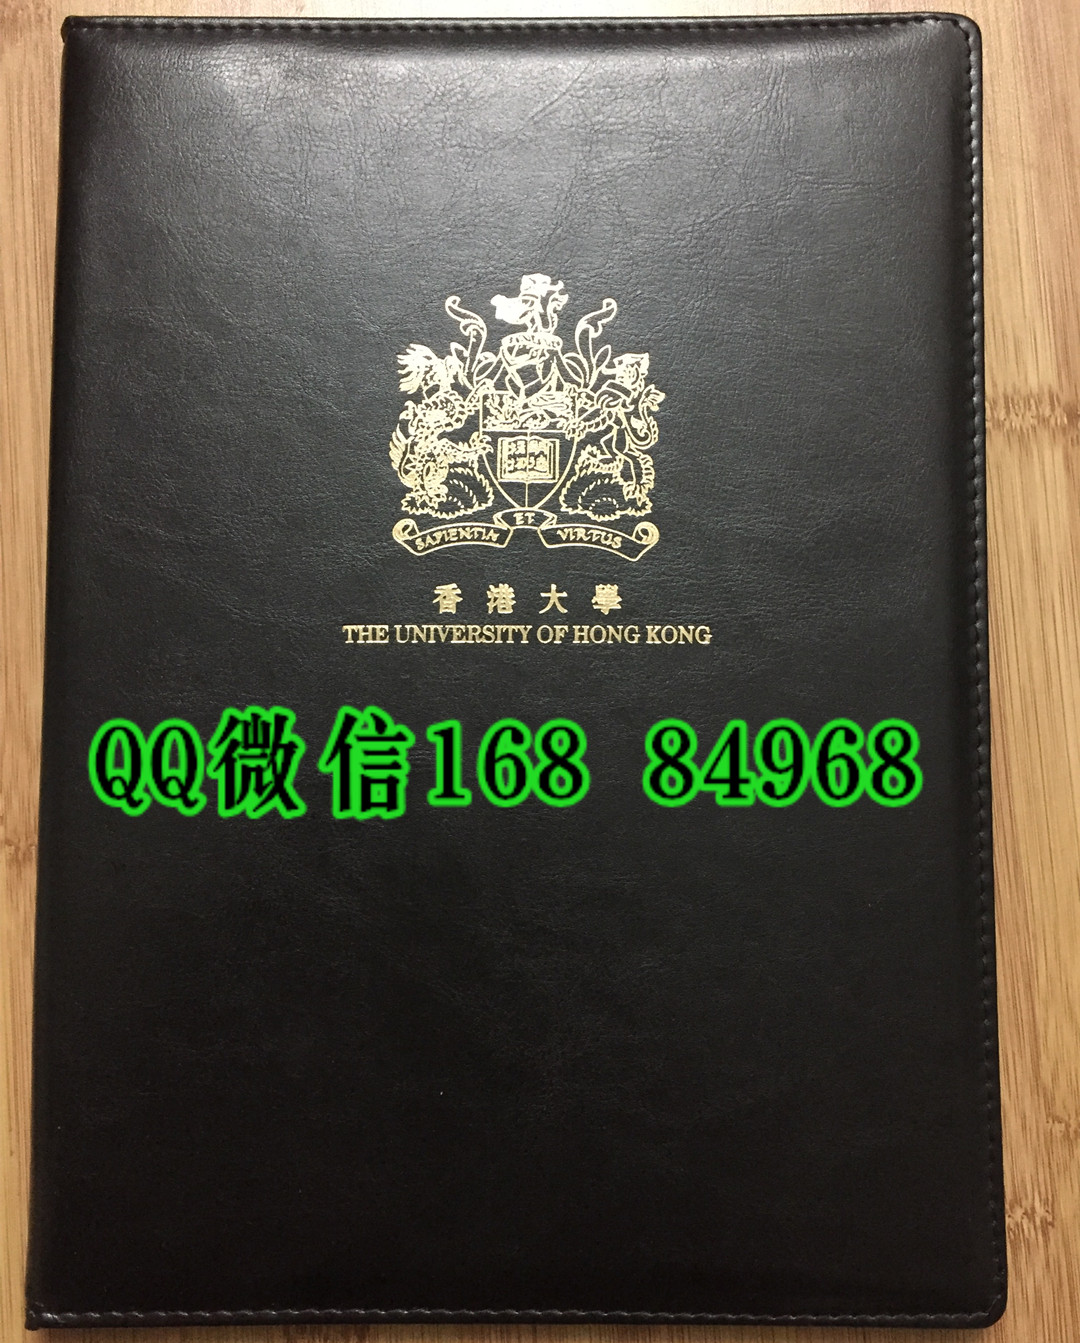 SAPIENTIA ET VIRTUS
香港大學
THE UNIVERSITY OF HONG KONG
QQ微信168 84968